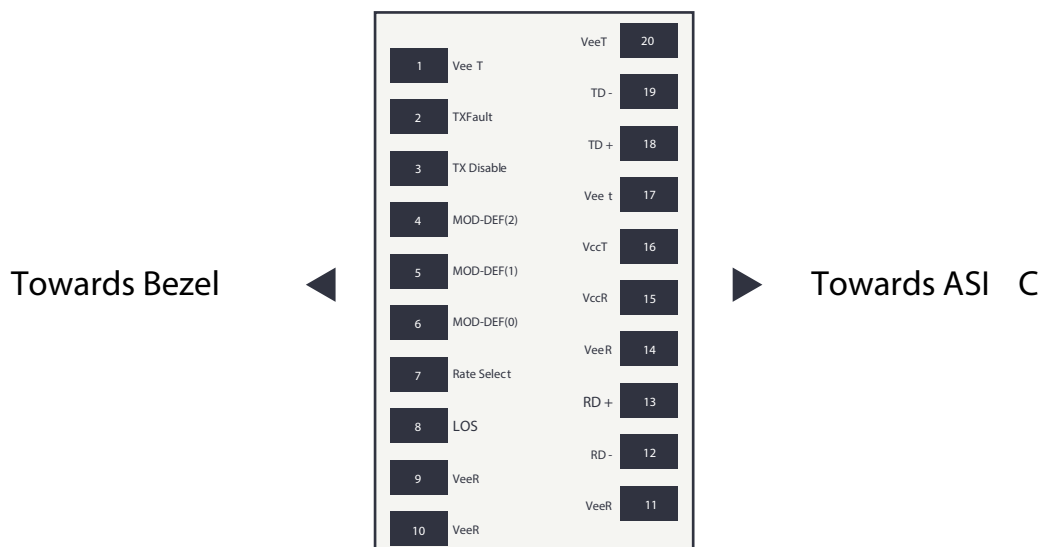 1 Vee T
2 TXFault
3 TX Disable
4 MOD-DEF(2)
5 MOD-DEF(1)
6 MOD-DEF(0)
7 Rate Select
8 LOS
9 VeeR
10 VeeR
VeeT 20
TD - 19
TD + 18
Vee t 17
VccT 16
VccR 15
VeeR 14
RD + 13
RD - 12
VeeR 11
Towards Bezel
Towards ASI C